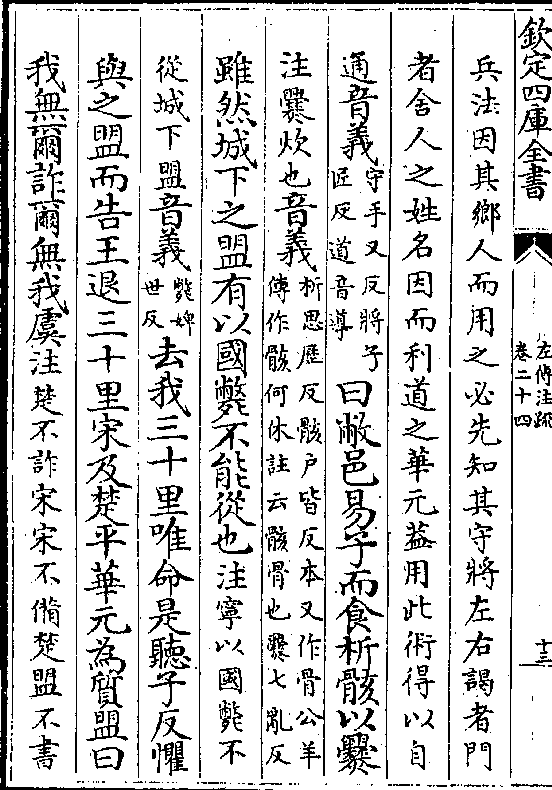 欽定四庫全書
左傳注疏
卷二十四
十三
兵法因其鄉人而用之必先知其守將左右謁者門
者舍人之姓名因而利道之華元葢用此術得以自
通音義守手又反將子
匠反道音導
曰敝邑易子而食析骸以爨
注爨炊也音義析思歷反骸户皆反本又作骨公羊
傳作骸何休註云骸骨也爨七亂反
雖然城下之盟有以國斃不能從也注寧以國斃不
從城下盟音義斃婢
世反
去我三十里唯命是聽子反懼
與之盟而告王退三十里宋及楚平華元為質盟曰
我無爾詐爾無我虞注楚不詐宋宋不備楚盟不書